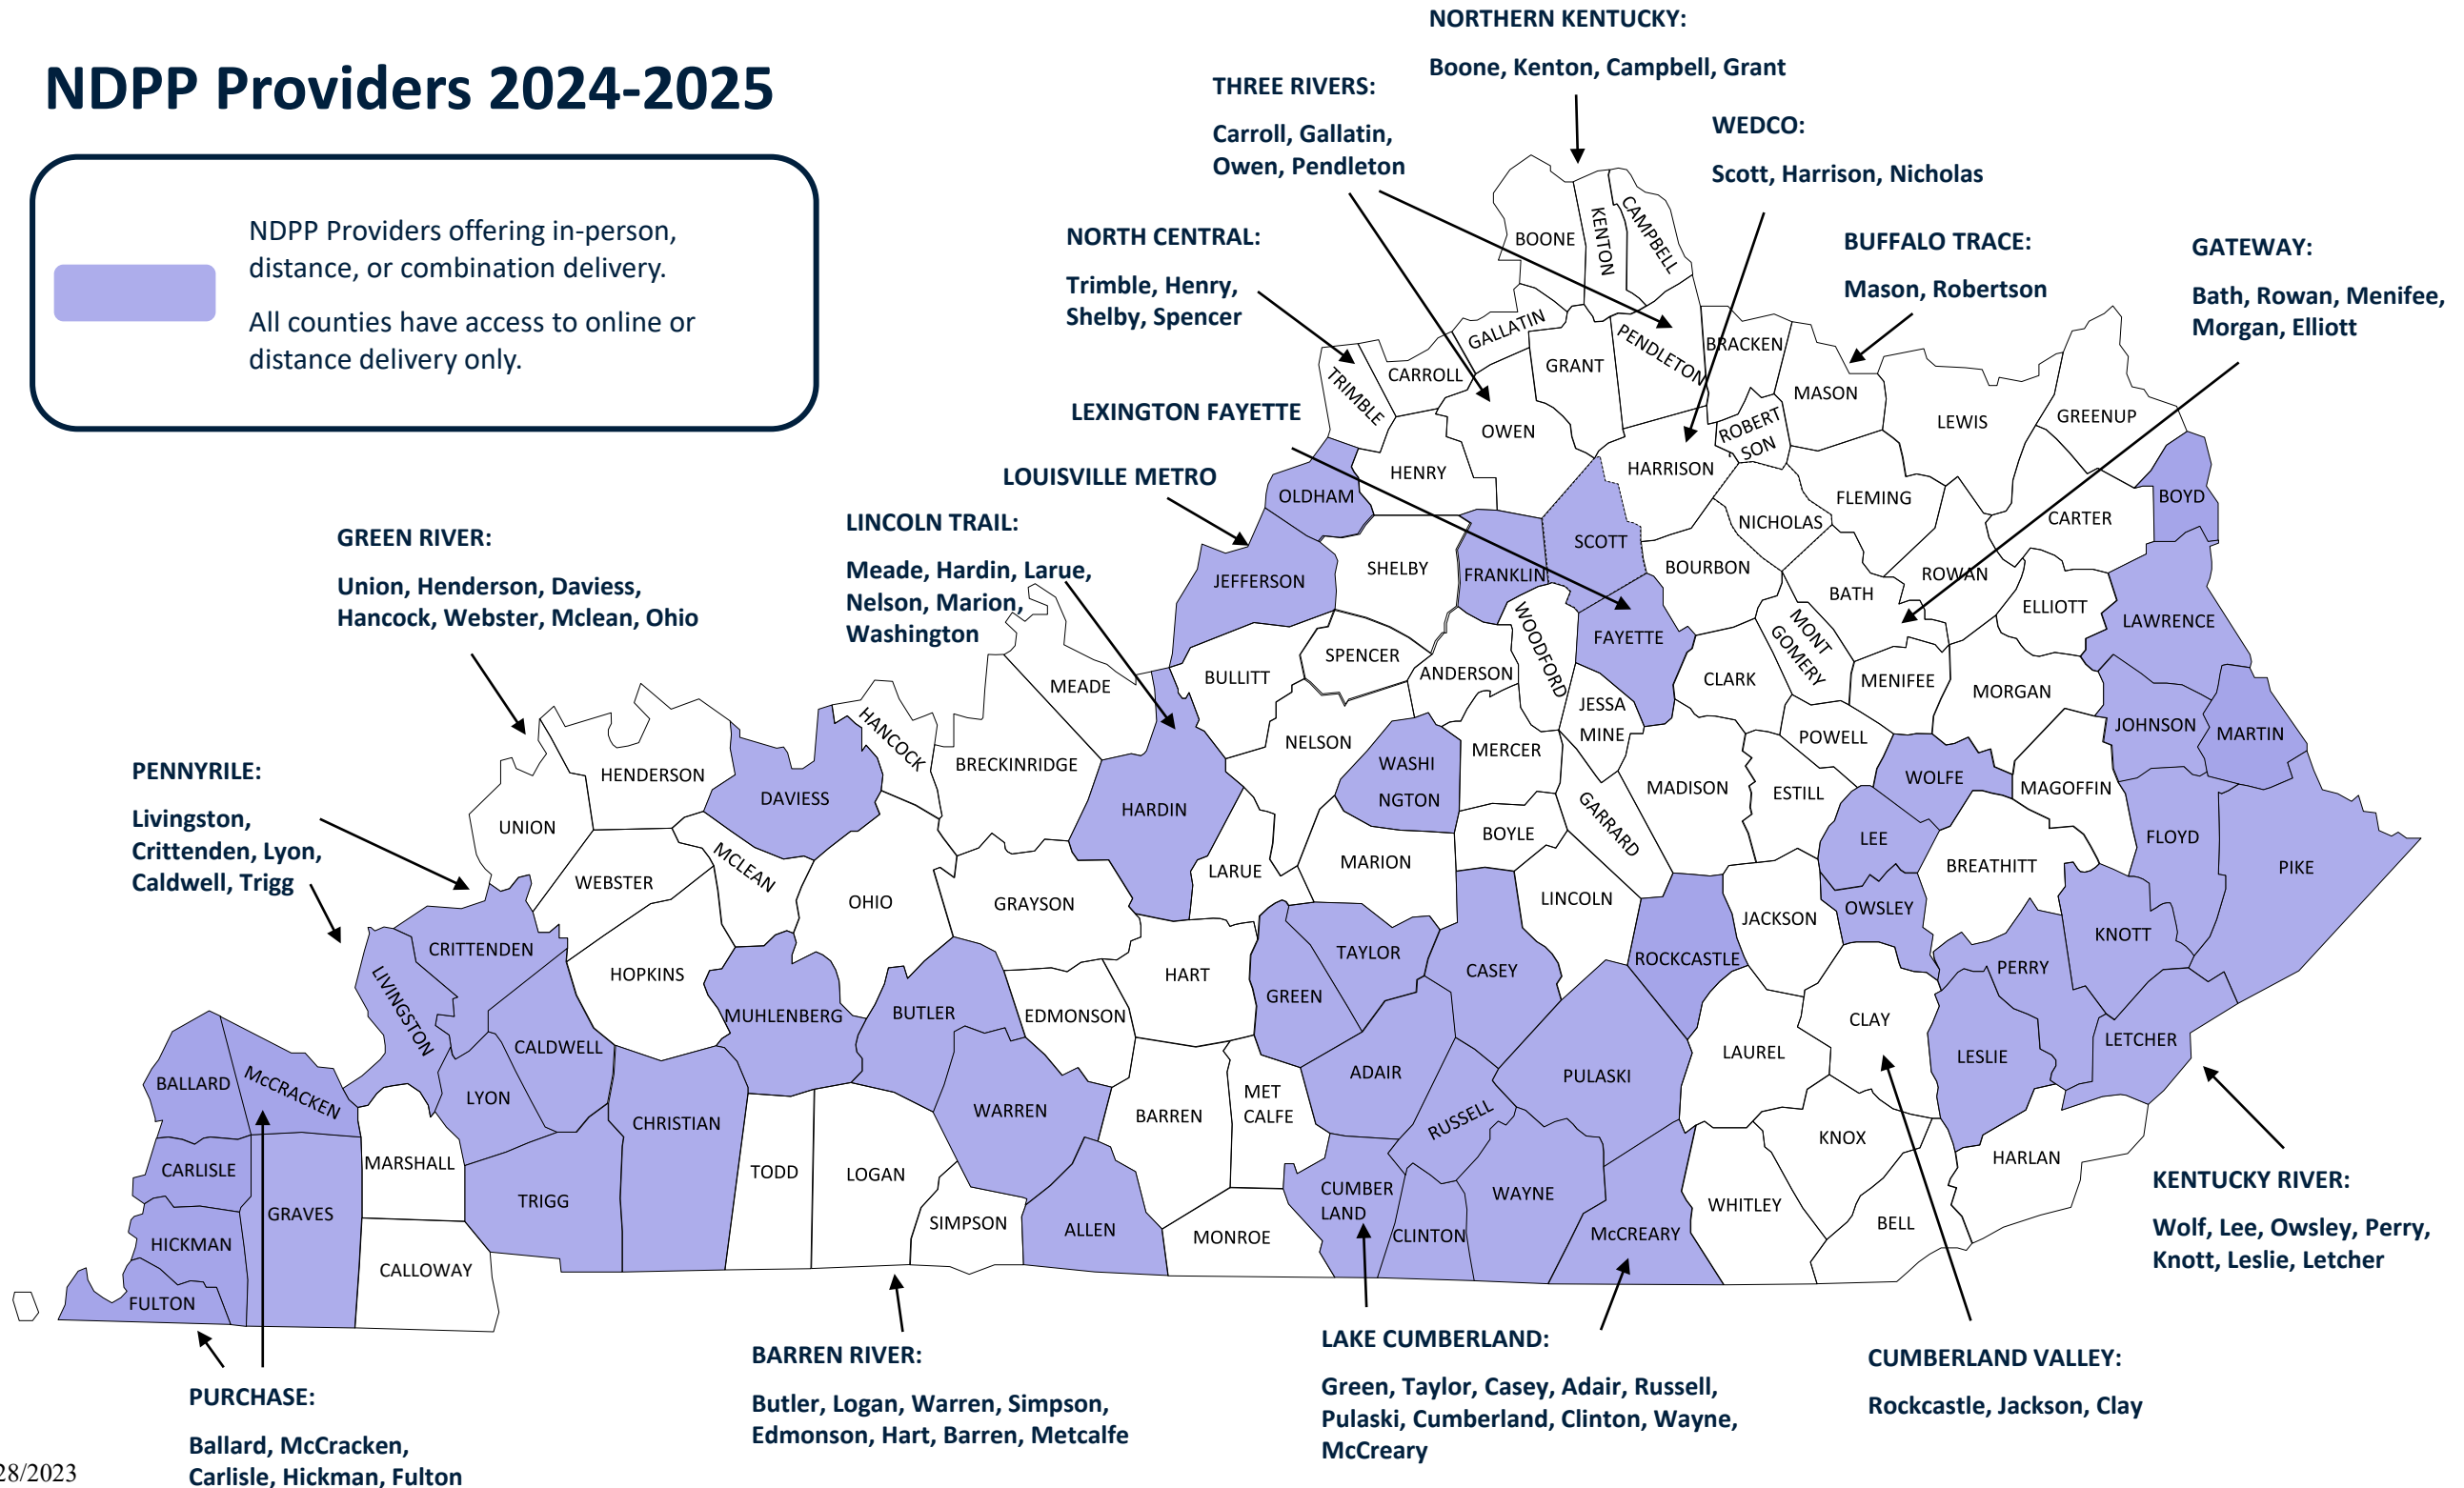 NDPP Providers 2024-2025
NDPP Providers offering in-person,
distance, or combination delivery.
All counties have access to online or
distance delivery only.
NORTHERN KENTUCKY:
Boone, Kenton, Campbell, Grant
THREE RIVERS:
Carroll, Gallatin,
Owen, Pendleton
WEDCO:
Scott, Harrison, Nicholas
NORTH CENTRAL:
Trimble, Henry,
Shelby, Spencer
BUFFALO TRACE:
Mason, Robertson
GATEWAY:
Bath, Rowan, Menifee,
Morgan, Elliott
LEXINGTON FAYETTE
LOUISVILLE METRO
LINCOLN TRAIL:
Meade, Hardin, Larue,
Nelson, Marion,
Washington
GREEN RIVER:
Union, Henderson, Daviess,
Hancock, Webster, Mclean, Ohio
PENNYRILE:
Livingston,
Crittenden, Lyon,
Caldwell, Trigg
BOONE
KENTON
CAMPBELL
GALLATIN
PENDLETON
BRACKEN
GRANT
CARROLL
TRIMBLE
MASON
ROBERT
SON
LEWIS
GREENUP
OWEN
HENRY
HARRISON
OLDHAM
FLEMING
BOYD
NICHOLAS
CARTER
SCOTT
JEFFERSON
SHELBY
FRANKLIN
BOURBON
BATH
ROWAN
ELLIOTT
LAWRENCE
WOODFORD
FAYETTE
MONT
GOMERY
SPENCER
BULLITT
ANDERSON
CLARK
MENIFEE
MORGAN
MEADE
JESSA
MINE
JOHNSON
MARTIN
HANCOCK
NELSON
MERCER
POWELL
BRECKINRIDGE
WASHI
NGTON
MADISON
ESTILL
WOLFE
MAGOFFIN
HENDERSON
DAVIESS
HARDIN
GARRARD
UNION
BOYLE
LEE
FLOYD
PIKE
WEBSTER
MCLEAN
OHIO
GRAYSON
LARUE
MARION
LINCOLN
BREATHITT
JACKSON
OWSLEY
KNOTT
CRITTENDEN
LIVINGSTON
HOPKINS
HART
TAYLOR
CASEY
ROCKCASTLE
PERRY
GREEN
MUHLENBERG
BUTLER
EDMONSON
CLAY
LETCHER
CALDWELL
LAUREL
LESLIE
BALLARD
McCRACKEN
LYON
ADAIR
PULASKI
CHRISTIAN
WARREN
BARREN
MET
CALFE
RUSSELL
KNOX
HARLAN
MARSHALL
CARLISLE
TODD
LOGAN
TRIGG
CUMBER
LAND
WAYNE
WHITLEY
GRAVES
SIMPSON
ALLEN
MONROE
CLINTON
McCREARY
BELL
HICKMAN
CALLOWAY
FULTON
KENTUCKY RIVER:
Wolf, Lee, Owsley, Perry,
Knott, Leslie, Letcher
PURCHASE:
Ballard, McCracken,
Carlisle, Hickman, Fulton
BARREN RIVER:
Butler, Logan, Warren, Simpson,
Edmonson, Hart, Barren, Metcalfe
LAKE CUMBERLAND:
Green, Taylor, Casey, Adair, Russell,
Pulaski, Cumberland, Clinton, Wayne,
McCreary
CUMBERLAND VALLEY:
Rockcastle, Jackson, Clay
28/2023